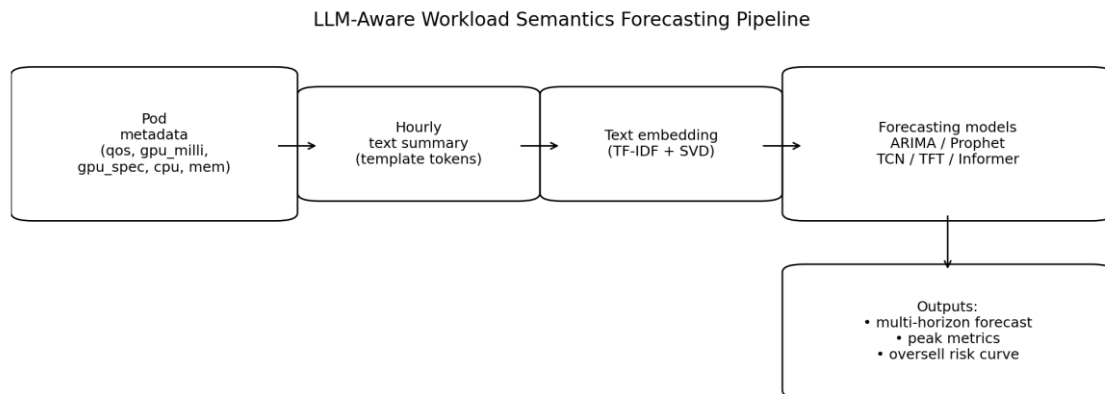 LLM-Aware Workload Semantics Forecasting Pipeline
Pod
metadata
(qos, gpu_milli,
gpu_spec, cpu, mem)
Hourly
text summary
(template tokens)
Text embedding
(TF-IDF + SVD)
Forecasting models
ARIMA / Prophet
TCN / TFT / Informer
Outputs:
• multi-horizon forecast
• peak metrics
• oversell risk curve